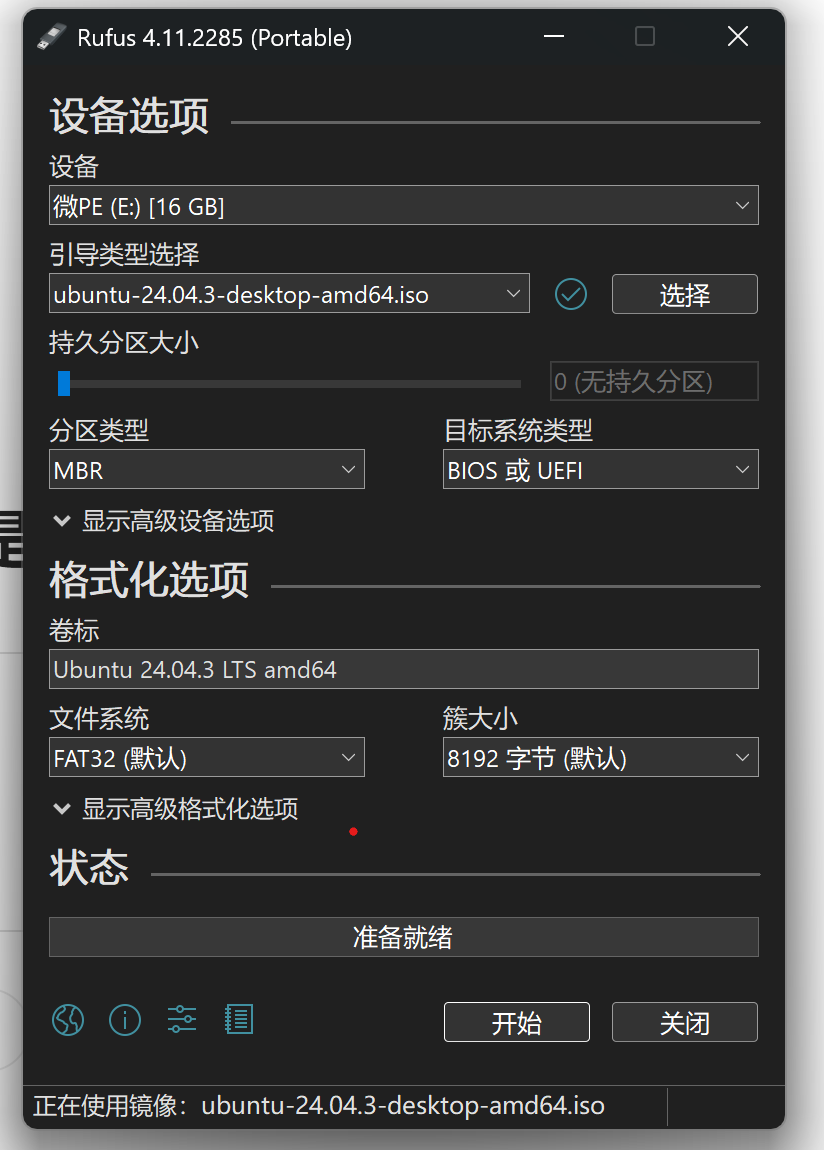 Rufus 4.11.2285 (Portable)
设备选项
设备
微PE (E:) [16 GB]
引导类型选择
ubuntu-24.04.3-desktop-amd64.iso
选择
持久分区大小
0 (无持久分区)
分区类型
目标系统类型
MBR
BIOS 或 UEFI
显示高级设备选项
格式化选项
卷标
Ubuntu 24.04.3 LTS amd64
文件系统
簇大小
FAT32 (默认)
8192 字节 (默认)
显示高级格式化选项
状态
准备就绪
开始
关闭
正在使用镜像：ubuntu-24.04.3-desktop-amd64.iso